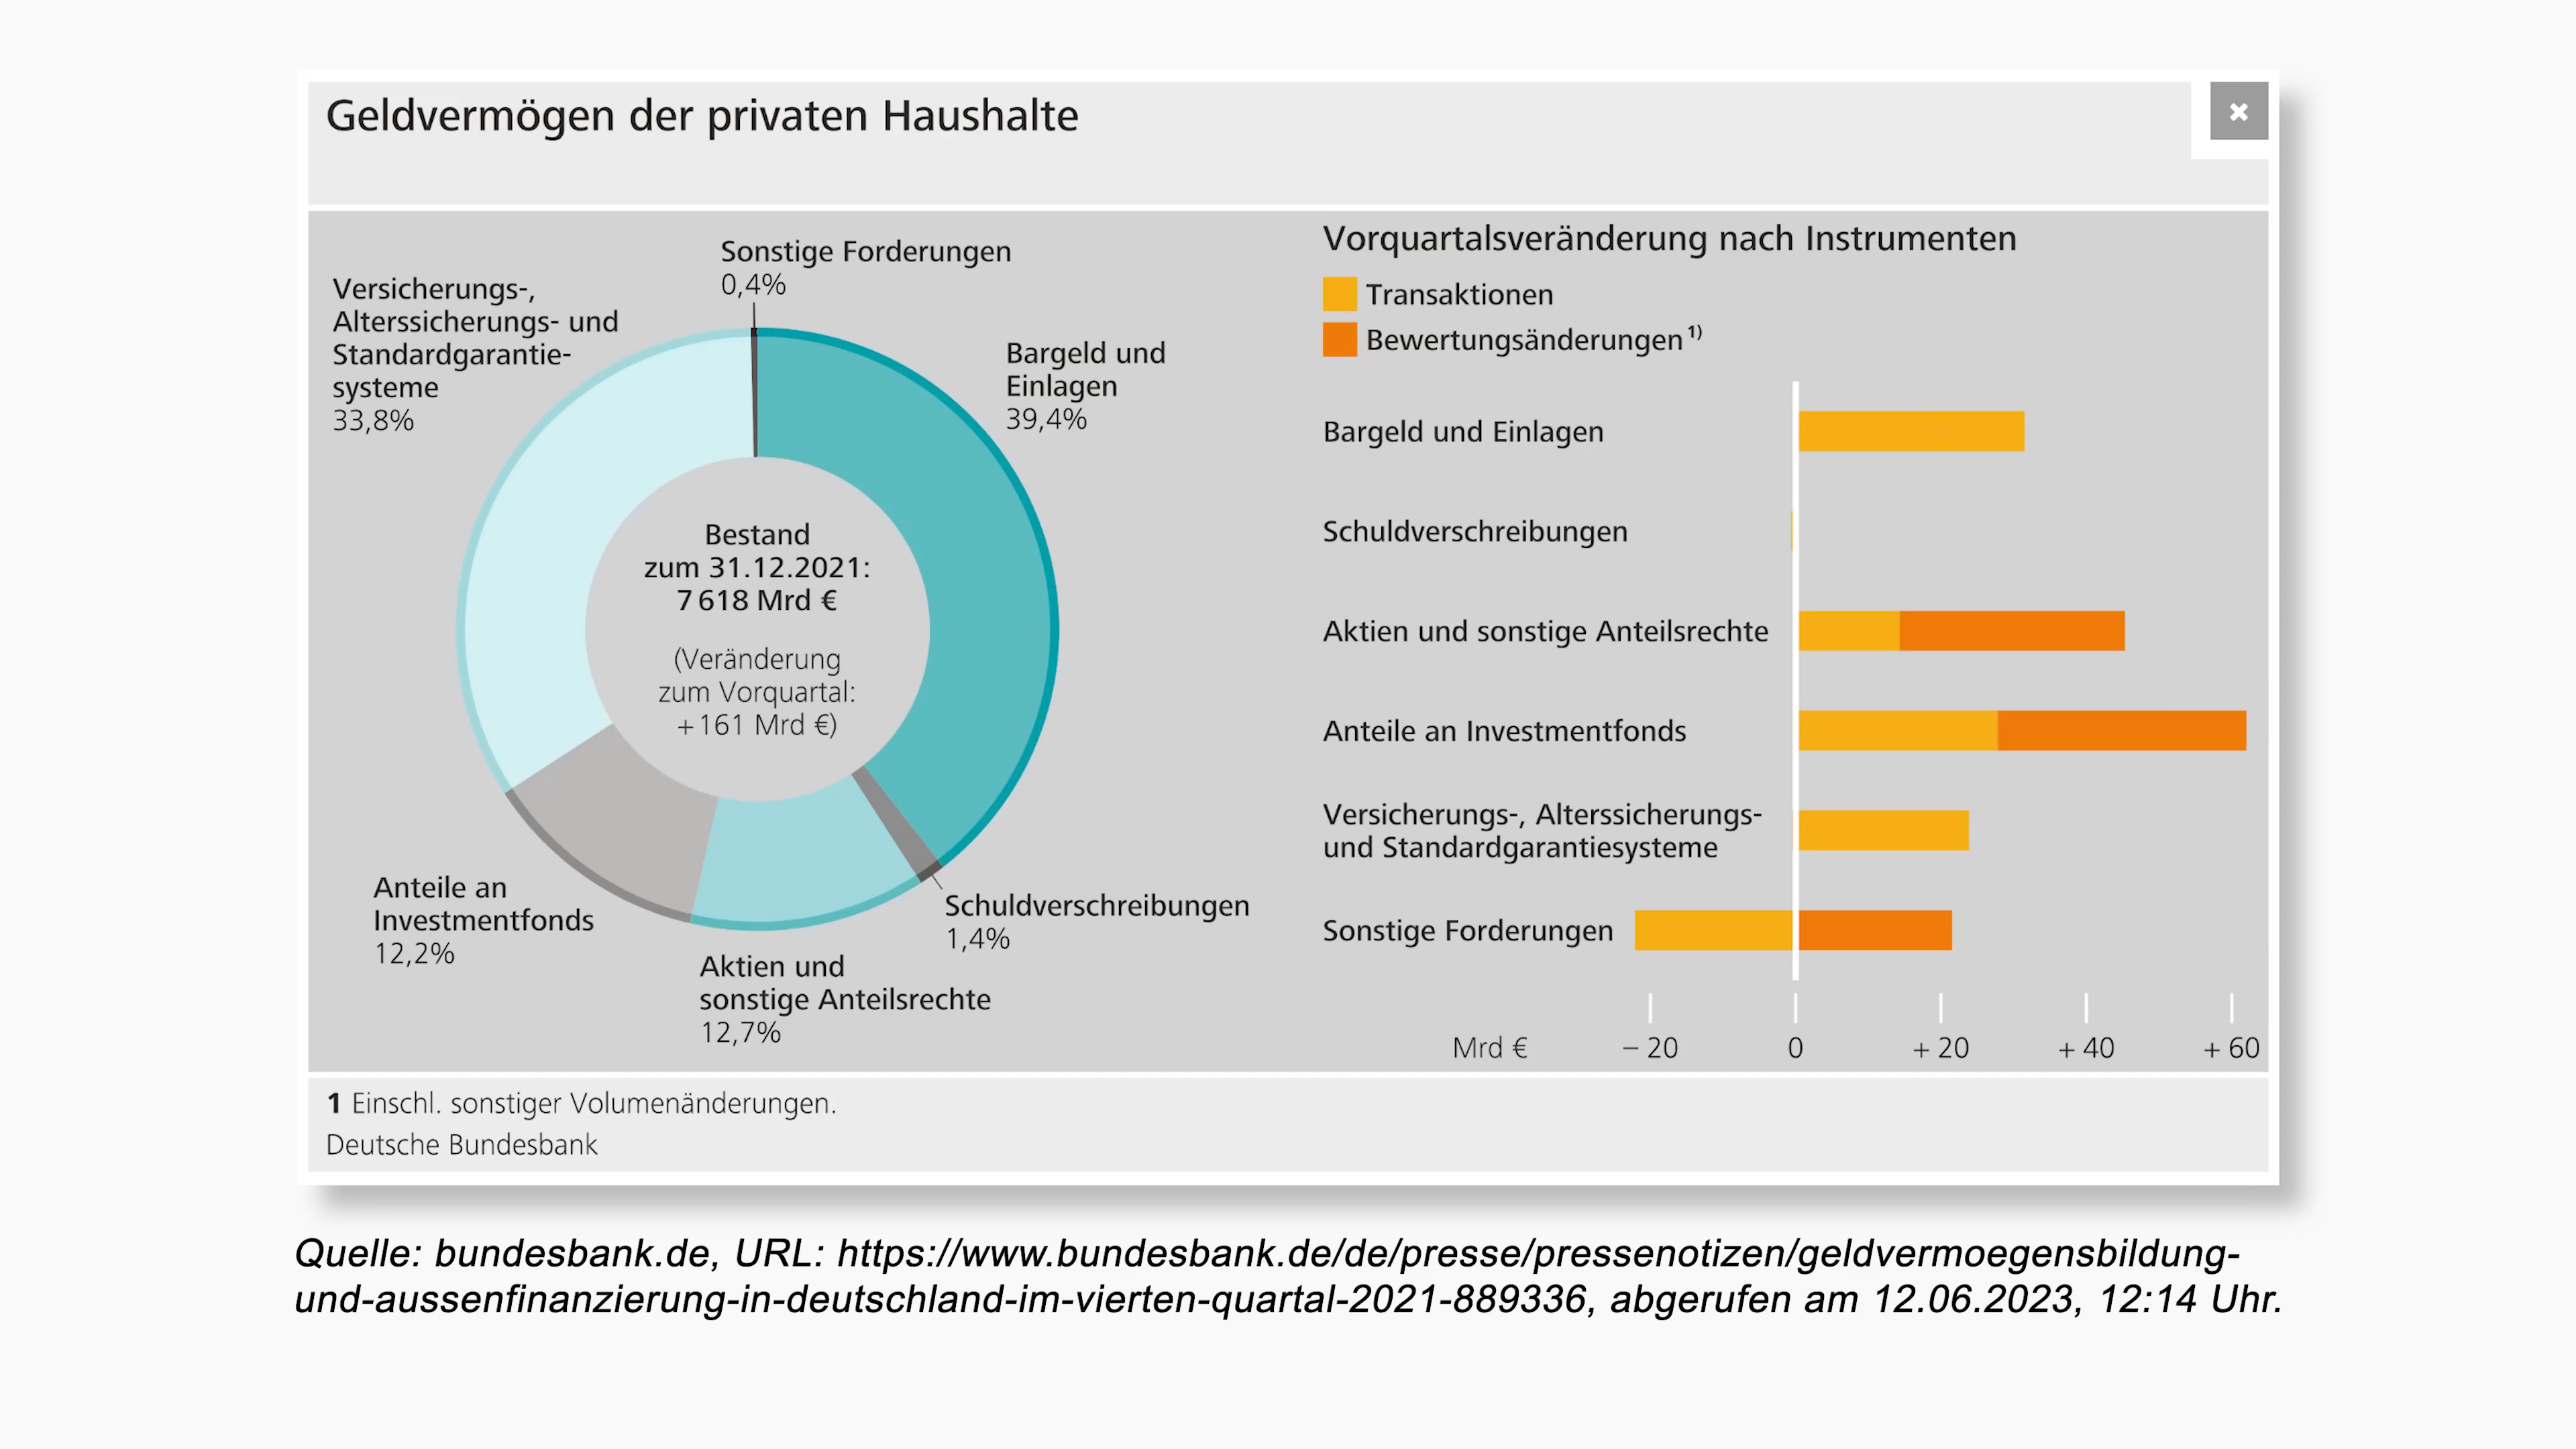 Geldvermögen der privaten Haushalte
Sonstige Forderungen
0,4%
Versicherungs-,
Alterssicherungs- und
Standardgarantie-
systeme
33,8%
Bargeld und
Einlagen
39,4%
Bestand
zum 31.12.2021:
7 618 Mrd €
(Veränderung
zum Vorquartal:
+ 161 Mrd €)
Anteile an
Investmentfonds
12,2%
Schuldverschreibungen
1,4%
Aktien und
sonstige Anteilsrechte
12,7%
Vorquartalsveränderung nach Instrumenten
Transaktionen
Bewertungsänderungen 1)
Bargeld und Einlagen
Schuldverschreibungen
Aktien und sonstige Anteilsrechte
Anteile an Investmentfonds
Versicherungs-, Alterssicherungs-
und Standardgarantiesysteme
Sonstige Forderungen
Mrd € – 20 0 + 20 + 40 + 60
1 Einschl. sonstiger Volumenänderungen.
Deutsche Bundesbank
Quelle: bundesbank.de, URL: https://www.bundesbank.de/de/presse/pressenotizen/geldvermoegensbildung-
und-aussenfinanzierung-in-deutschland-im-vierten-quartal-2021-889336, abgerufen am 12.06.2023, 12:14 Uhr.